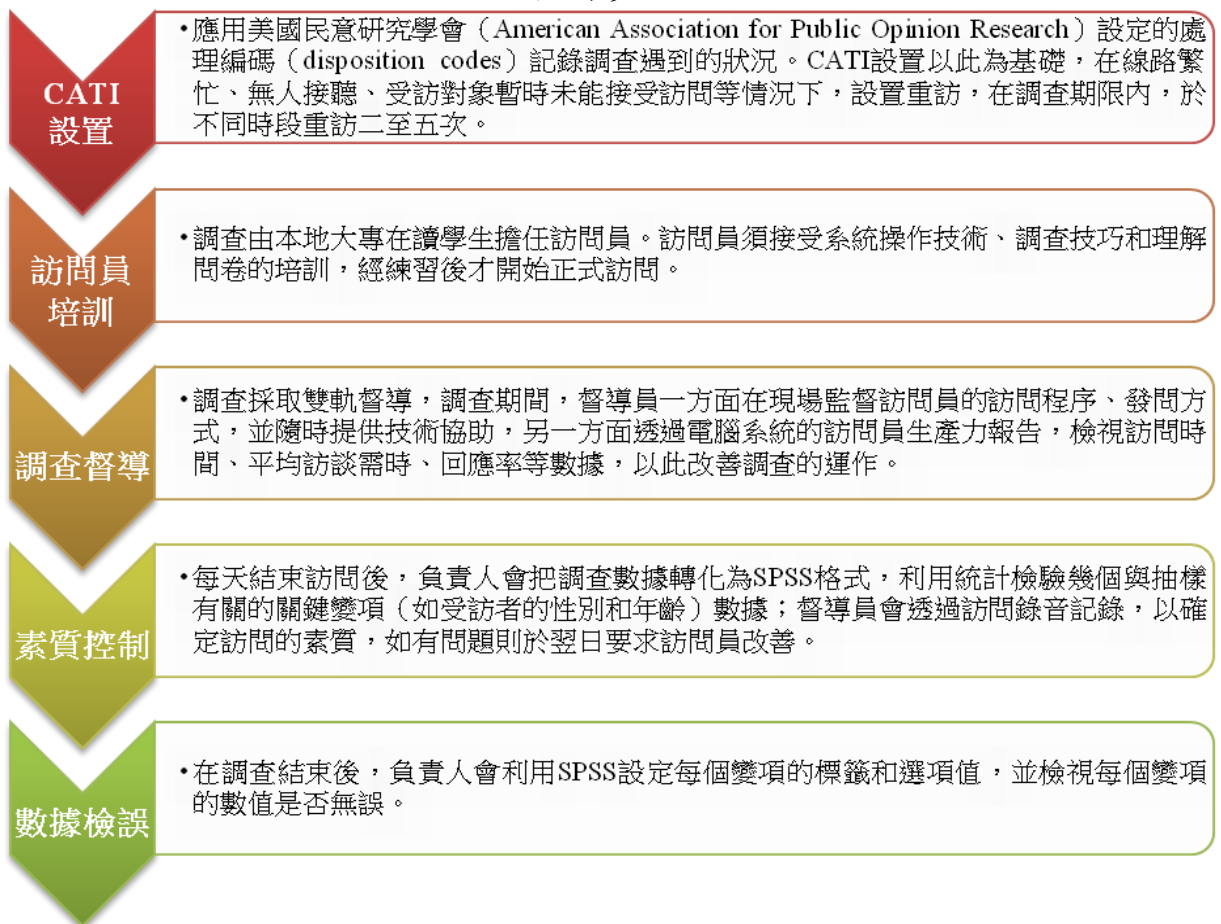 CATI
設置
•應用美國民意研究學會（American Association for Public Opinion Research）設定的處
理編碼（disposition codes）記錄調查遇到的狀況。CATI設置以此為基礎，在線路繁
忙、無人接聽、受訪對象暫時未能接受訪問等情況下，設置重訪，在調查期限內，於
不同時段重訪二至五次。
訪問員
培訓
•調查由本地大專在讀學生擔任訪問員。訪問員須接受系統操作技術、調查技巧和理解
問卷的培訓，經練習後才開始正式訪問。
調查督導
•調查採取雙軌督導，調查期間，督導員一方面在現場監督訪問員的訪問程序、發問方
式，並隨時提供技術協助，另一方面透過電腦系統的訪問員生產力報告，檢視訪問時
間、平均訪談需時、回應率等數據，以此改善調查的運作。
素質控制
•每天結束訪問後，負責人會把調查數據轉化為SPSS格式，利用統計檢驗幾個與抽樣
有關的關鍵變項（如受訪者的性別和年齡）數據；督導員會透過訪問錄音記錄，以確
定訪問的素質，如有問題則於翌日要求訪問員改善。
數據檢誤
•在調查結束後，負責人會利用SPSS設定每個變項的標籤和選項值，並檢視每個變項
的數值是否無誤。